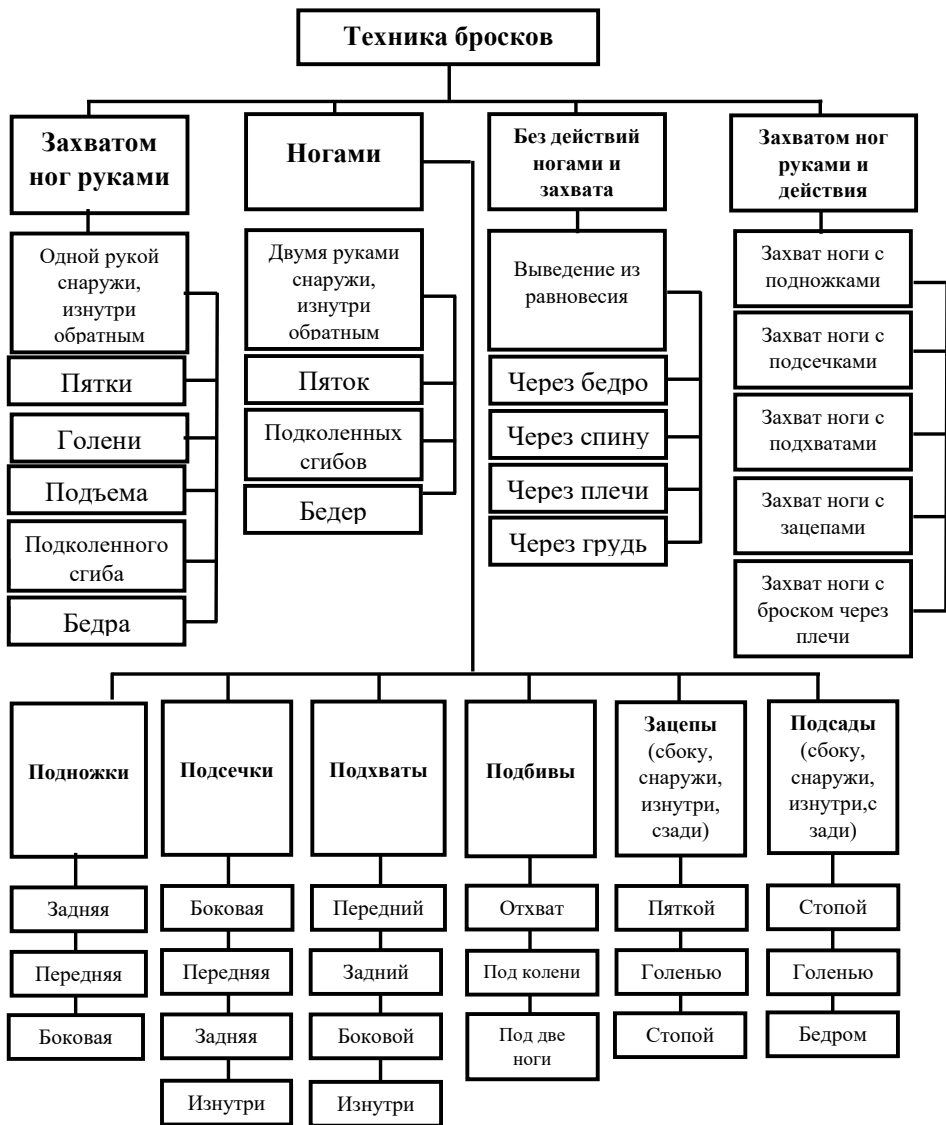 Техника бросков
Захватом
ног руками
Ногами
Без действий
ногами и
захвата
Захватом ног
руками и
действия
Одной рукой
снаружи,
изнутри
обратным
Пятки
Голени
Подъема
Подколенного
сгиба
Бедра
Двумя руками
снаружи,
изнутри
обратным
Пяток
Подколенных
сгибов
Бедер
Выведение из
равновесия
Через бедро
Через спину
Через плечи
Через грудь
Захват ноги с
подножками
Захват ноги с
подсечками
Захват ноги с
подхватами
Захват ноги с
зацепами
Захват ноги с
броском через
плечи
Подножки
Задняя
Передняя
Боковая
Подсечки
Боковая
Передняя
Задняя
Изнутри
Подхваты
Передний
Задний
Боковой
Изнутри
Подбивы
Отхват
Под колени
Под две
ноги
Зацепы
(сбоку,
снаружи,
изнутри,
сзади)
Пяткой
Голенью
Стопой
Подсады
(сбоку,
снаружи,
изнутри,с
зади)
Стопой
Голенью
Бедром